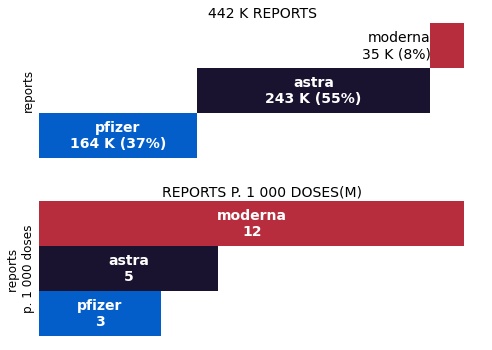 442 K REPORTS
moderna
35 K (8%)
astra
243 K (55%)
pfizer
164 K (37%)
reports
REPORTS P. 1 000 DOSES(M)
moderna
12
astra
5
pfizer
3
reports
p. 1 000 doses